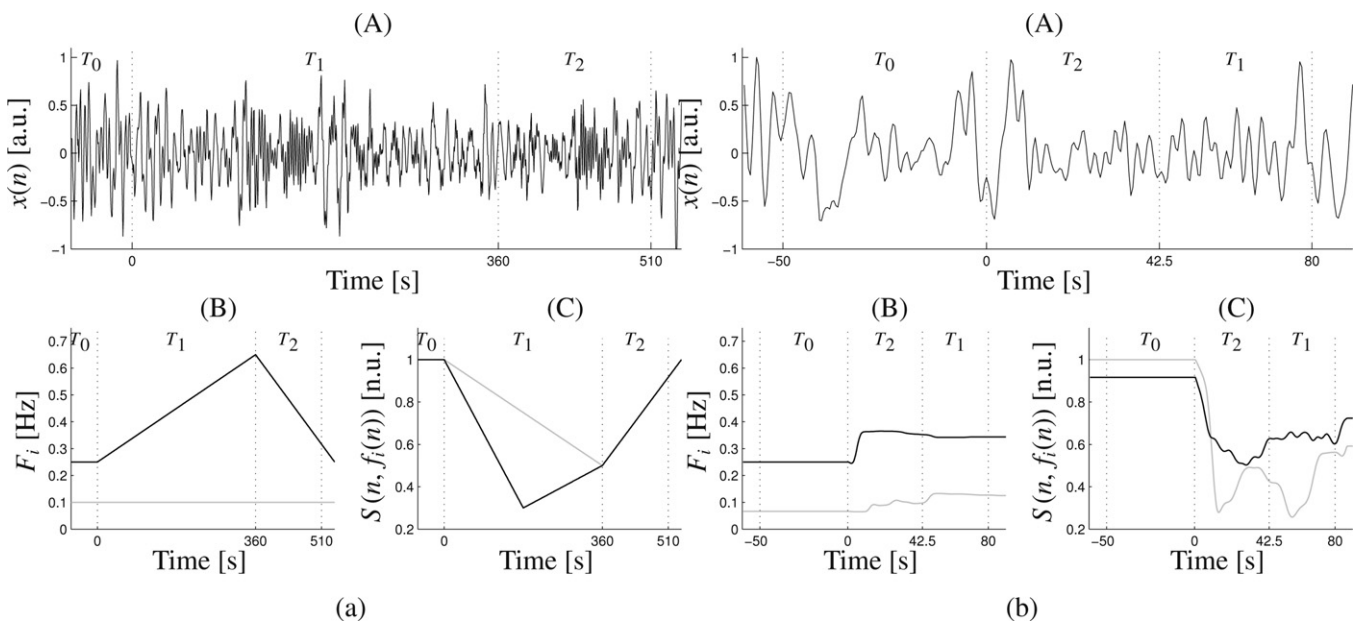 (A)
T0 T1 T2
1
0.5
0
−0.5
−1
x(n) [a.u.]
0 360 510
Time [s]
(A)
T0 T2 T1
1
0.5
0
−0.5
−1
x(n) [a.u.]
−50 0 42.5 80
Time [s]
(B)
T0 T1 T2
0.7
0.6
0.5
0.4
0.3
0.2
0.1
0
Fi [Hz]
0 360 510
Time [s]
(C)
T0 T1 T2
1
0.8
0.6
0.4
0.2
S(n, fi(n)) [n.u.]
0 360 510
Time [s]
(B)
T0 T2 T1
0.7
0.6
0.5
0.4
0.3
0.2
0.1
0
Fi [Hz]
−50 0 42.5 80
Time [s]
(C)
T0 T2 T1
1
0.8
0.6
0.4
0.2
S(n, fi(n)) [n.u.]
−50 0 42.5 80
Time [s]
(a)
(b)